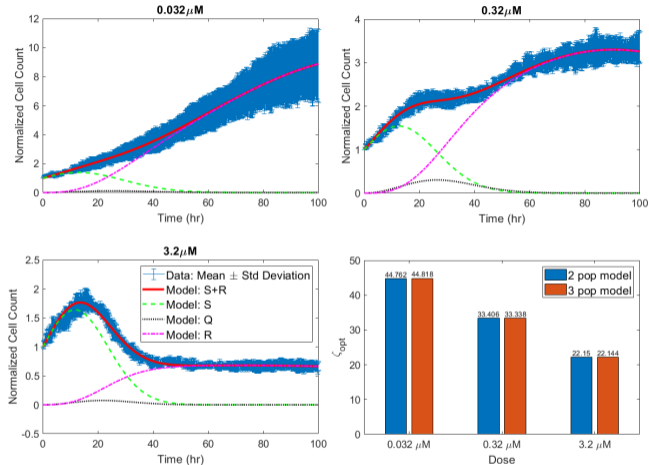 0.032μM
12
10
8
6
4
2
0
0 20 40 60 80 100
Normalized Cell Count
Time (hr)
0.32μM
4
3
2
1
0
0 20 40 60 80 100
Normalized Cell Count
Time (hr)
3.2μM
2.5
2
1.5
1
0.5
0
-0.5
0 20 40 60 80 100
Normalized Cell Count
Time (hr)
Data: Mean ± Std Deviation
Model: S+R
Model: S
Model: Q
Model: R
50
40
30
20
10
0
ζopt
44.762 44.818
33.406 33.338
22.15 22.144
2 pop model
3 pop model
0.032 μM 0.32 μM 3.2 μM
Dose